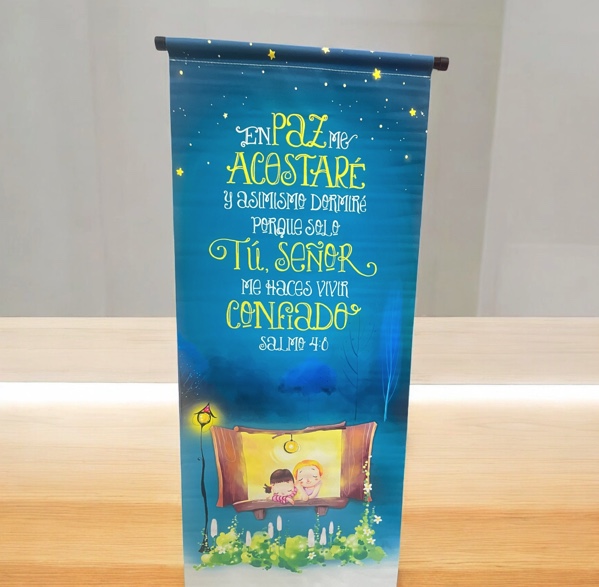 EN PAZ ME
ACOSTARÉ
Y ASIMISMO DORMIRÉ
PORQUE SOLO
TÚ, SEÑOR
ME HACES VIVIR
CONFIADO
SALMO 4:8